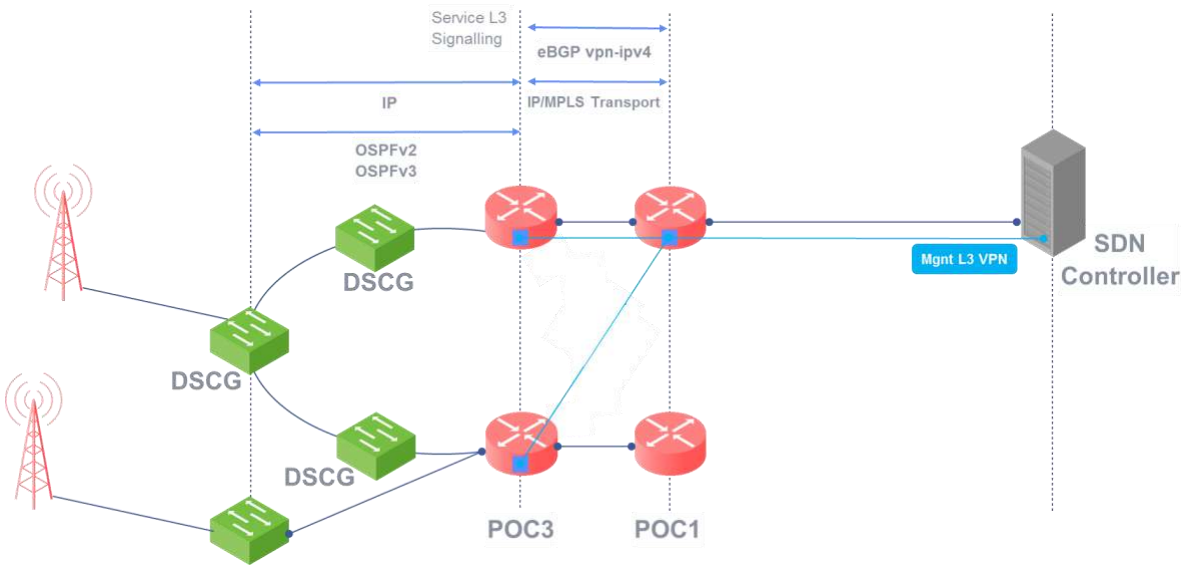 Service L3
Signalling
eBGP vpn-ipv4
IP
IP/MPLS Transport
OSPFv2
OSPFv3
DSCG
Mgnt L3 VPN
SDN
Controller
DSCG
DSCG
POC3
POC1